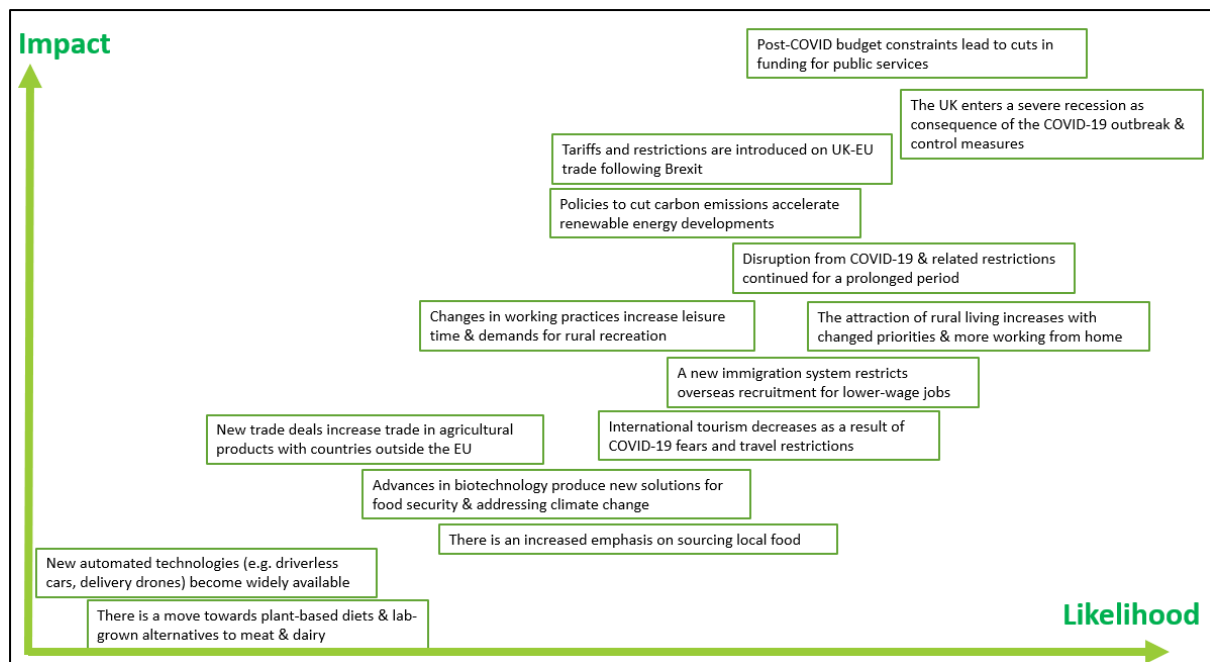 Impact
Post-COVID budget constraints lead to cuts in
funding for public services
The UK enters a severe recession as
consequence of the COVID-19 outbreak &
control measures
Tariffs and restrictions are introduced on UK-EU
trade following Brexit
Policies to cut carbon emissions accelerate
renewable energy developments
Disruption from COVID-19 & related restrictions
continued for a prolonged period
Changes in working practices increase leisure
time & demands for rural recreation
The attraction of rural living increases with
changed priorities & more working from home
A new immigration system restricts
overseas recruitment for lower-wage jobs
New trade deals increase trade in agricultural
products with countries outside the EU
International tourism decreases as a result of
COVID-19 fears and travel restrictions
Advances in biotechnology produce new solutions for
food security & addressing climate change
There is an increased emphasis on sourcing local food
New automated technologies (e.g. driverless
cars, delivery drones) become widely available
There is a move towards plant-based diets & lab-
grown alternatives to meat & dairy
Likelihood